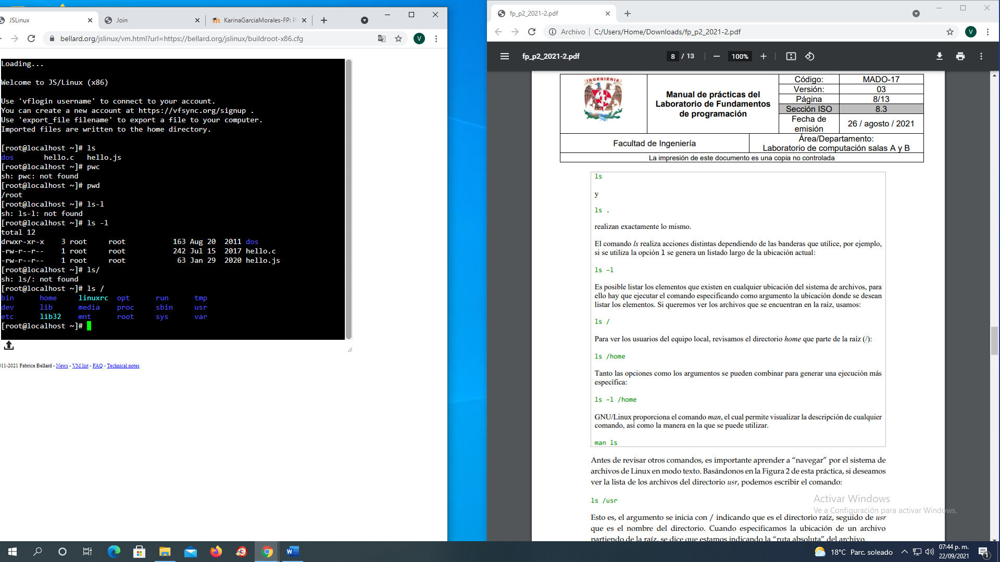 JSLinux
Join
KarinaGarciaMorales-FP: P
bellard.org/jslinux/vm.html?url=https://bellard.org/jslinux/buildroot-x86.cfg
V
Loading...
Welcome to JS/Linux (x86)
Use 'vflogin username' to connect to your account.
You can create a new account at https://vfsync.org/signup .
Use 'export_file filename' to export a file to your computer.
Imported files are written to the home directory.
[root@localhost ~]# ls
dos hello.c hello.js
[root@localhost ~]# pwc
sh: pwc: not found
[root@localhost ~]# pwd
/root
[root@localhost ~]# ls-l
sh: ls-l: not found
[root@localhost ~]# ls -l
total 12
drwxr-xr-x 3 root root 163 Aug 20 2011 dos
-rw-r--r-- 1 root root 242 Jul 15 2017 hello.c
-rw-r--r-- 1 root root 63 Jan 29 2020 hello.js
[root@localhost ~]# ls/
sh: ls/: not found
[root@localhost ~]# ls /
bin home linuxrc opt run tmp
dev lib media proc sbin usr
etc lib32 mnt root sys var
[root@localhost ~]#
11-2021 Fabrice Bellard - News - VM list - FAQ - Technical notes
fp_p2_2021-2.pdf
Archivo C:/Users/Home/Downloads/fp_p2_2021-2.pdf
V
fp_p2_2021-2.pdf
8 / 13
100%
INGENIERIA
Manual de prácticas del
Laboratorio de Fundamentos
de programación
Código: MADO-17
Versión: 03
Página 8/13
Sección ISO 8.3
Fecha de
emisión
26 / agosto / 2021
Facultad de Ingeniería
Área/Departamento:
Laboratorio de computación salas A y B
La impresión de este documento es una copia no controlada
ls
y
ls .
realizan exactamente lo mismo.
El comando ls realiza acciones distintas dependiendo de las banderas que utilice, por ejemplo,
si se utiliza la opción l se genera un listado largo de la ubicación actual:
ls –l
Es posible listar los elementos que existen en cualquier ubicación del sistema de archivos, para
ello hay que ejecutar el comando especificando como argumento la ubicación donde se desean
listar los elementos. Si queremos ver los archivos que se encuentran en la raíz, usamos:
ls /
Para ver los usuarios del equipo local, revisamos el directorio home que parte de la raíz (/):
ls /home
Tanto las opciones como los argumentos se pueden combinar para generar una ejecución más
específica:
ls –l /home
GNU/Linux proporciona el comando man, el cual permite visualizar la descripción de cualquier
comando, así como la manera en la que se puede utilizar.
man ls
Antes de revisar otros comandos, es importante aprender a “navegar” por el sistema de
archivos de Linux en modo texto. Basándonos en la Figura 2 de esta práctica, si deseamos
ver la lista de los archivos del directorio usr, podemos escribir el comando:
ls /usr
Esto es, el argumento se inicia con / indicando que es el directorio raíz, seguido de usr
que es el nombre del directorio. Cuando especificamos la ubicación de un archivo
partiendo de la raíz, se dice que estamos indicando la “ruta absoluta” del archivo.
Activar Windows
Ve a Configuración para activar Windows.
18°C Parc. soleado
07:44 p. m.
22/09/2021
1